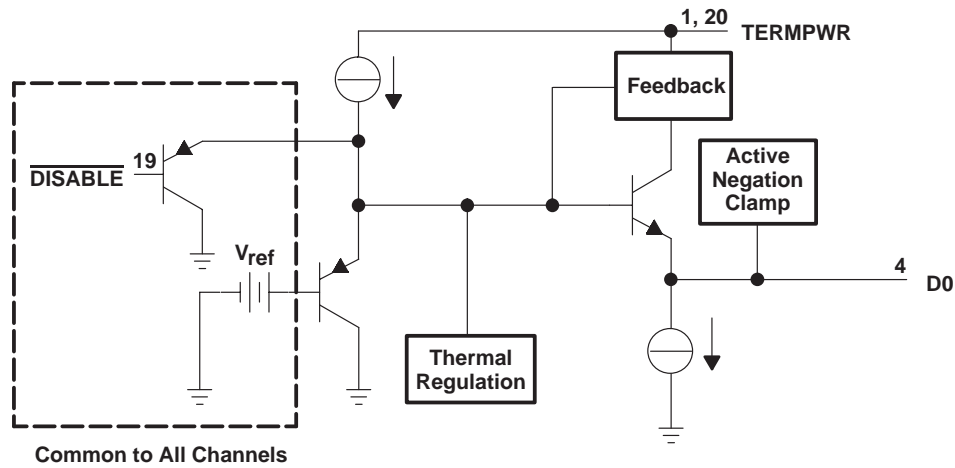 1, 20
TERMPWR
Feedback
19
DISABLE
Active
Negation
Clamp
Vref
4
D0
Thermal
Regulation
Common to All Channels